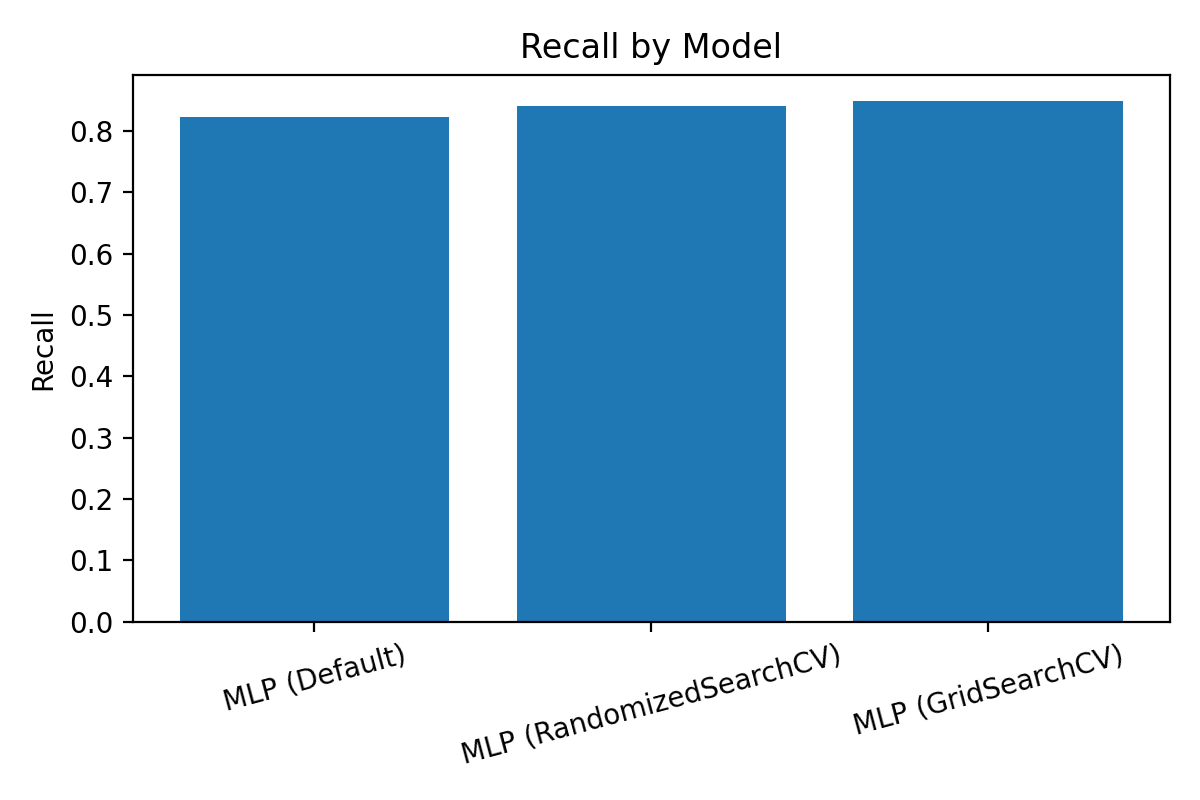 Recall by Model
Recall
0.8
0.7
0.6
0.5
0.4
0.3
0.2
0.1
0.0
MLP (Default)
MLP (RandomizedSearchCV)
MLP (GridSearchCV)